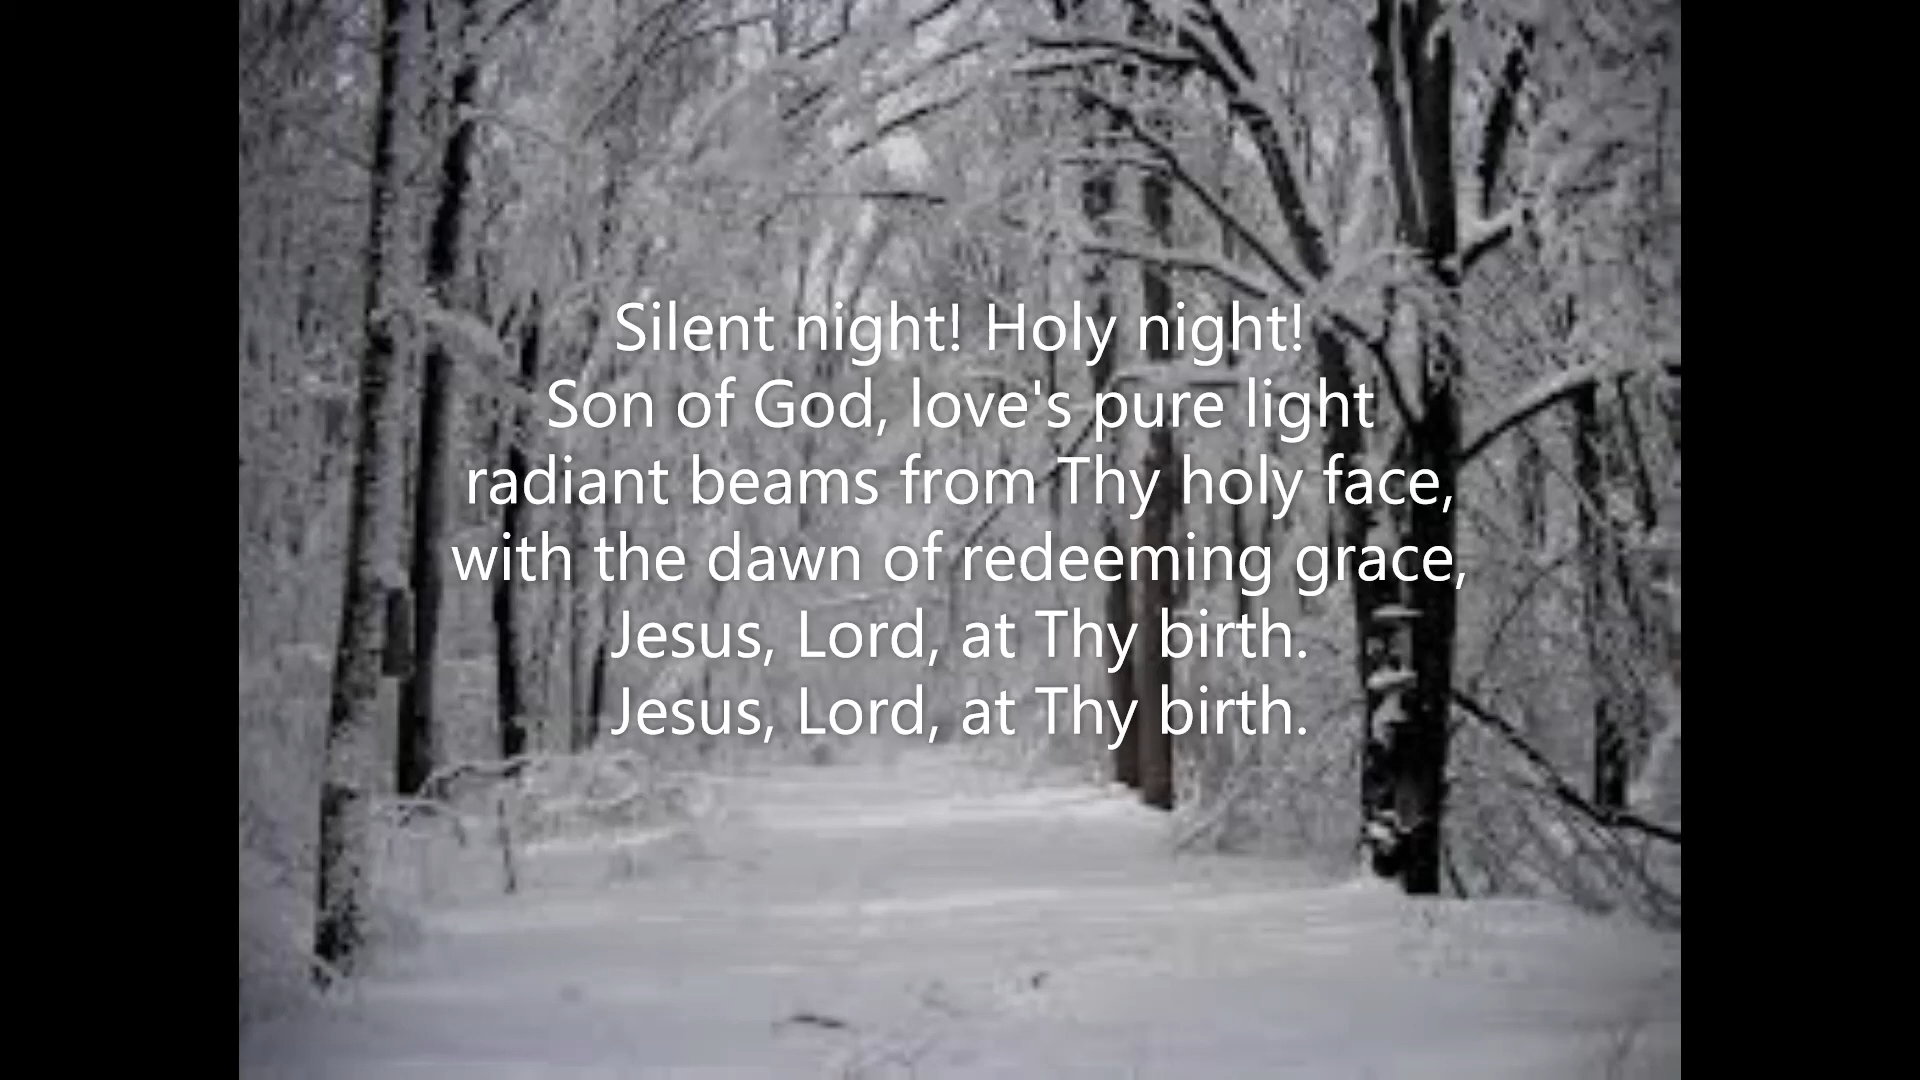 Silent night! Holy night!
Son of God, love's pure light
radiant beams from Thy holy face,
with the dawn of redeeming grace,
Jesus, Lord, at Thy birth.
Jesus, Lord, at Thy birth.